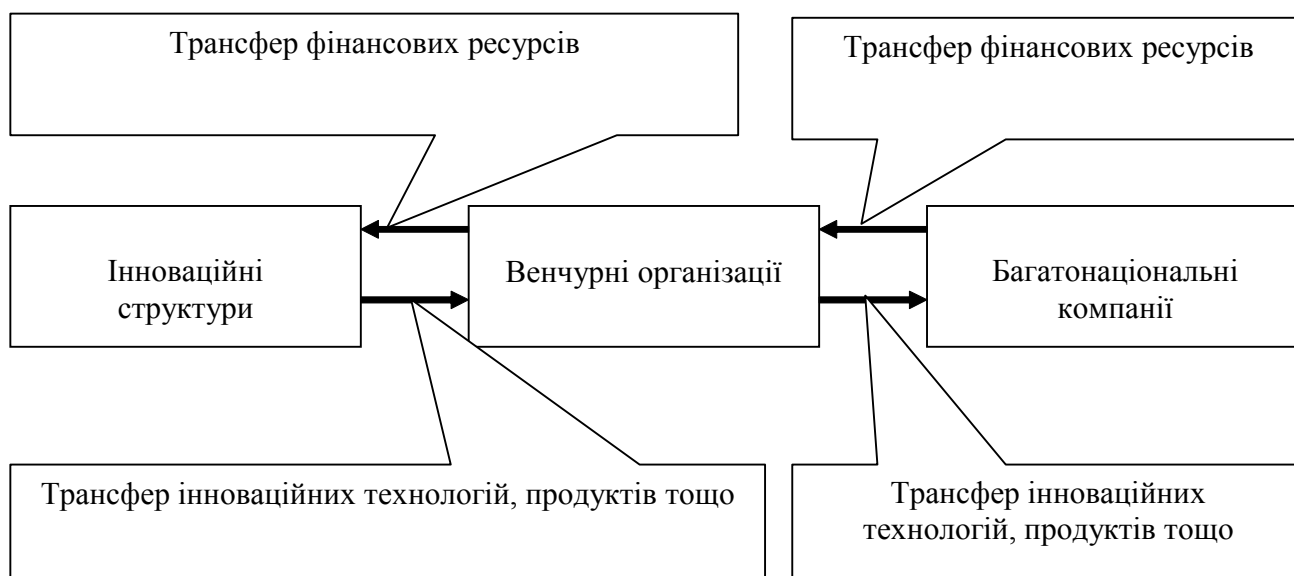 Трансфер фінансових ресурсів
Трансфер фінансових ресурсів
Інноваційні
структури
Венчурні організації
Багатонаціональні
компанії
Трансфер інноваційних технологій, продуктів тощо
Трансфер інноваційних
технологій, продуктів тощо